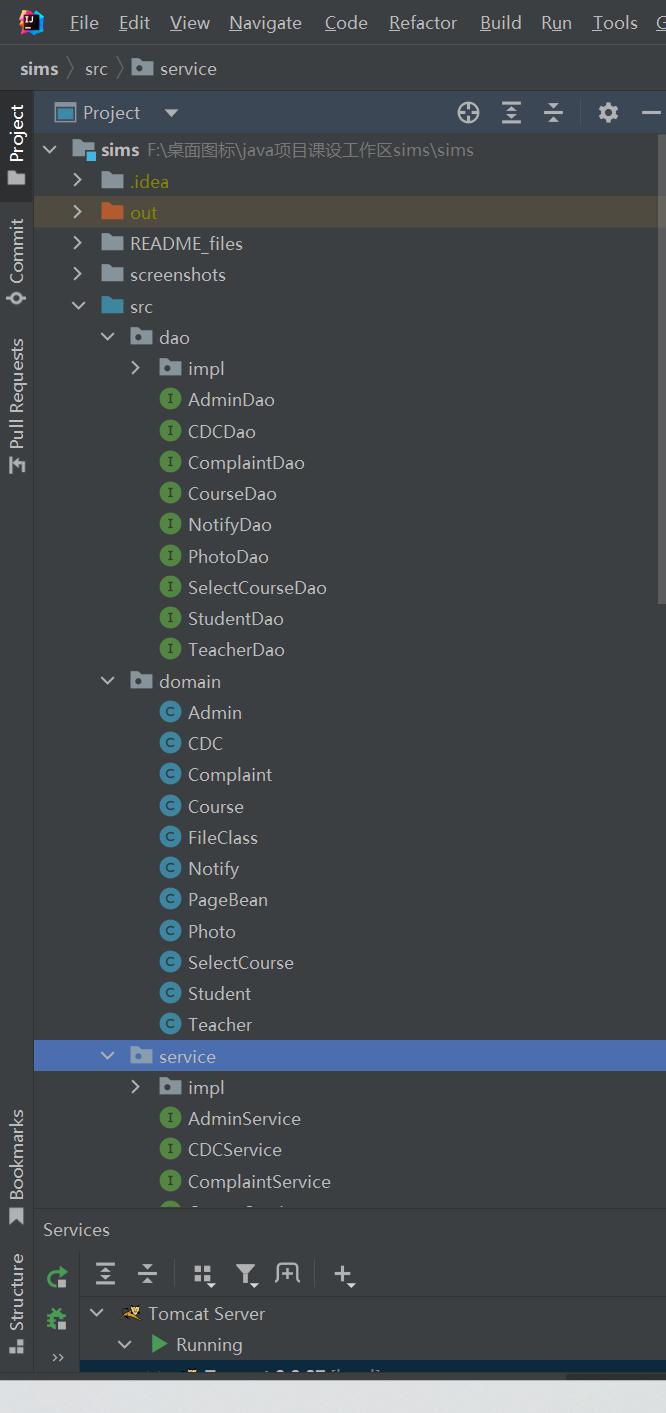 File Edit View Navigate Code Refactor Build Run Tools
sims src service
Project
sims F:\桌面图标\java项目课设工作区sims\sims
.idea
out
README_files
screenshots
src
dao
impl
AdminDao
CDCDao
ComplaintDao
CourseDao
NotifyDao
PhotoDao
SelectCourseDao
StudentDao
TeacherDao
domain
Admin
CDC
Complaint
Course
FileClass
Notify
PageBean
Photo
SelectCourse
Student
Teacher
service
impl
AdminService
CDCService
ComplaintService
Services
Tomcat Server
Running
Project
Commit
Pull Requests
Bookmarks
Structure